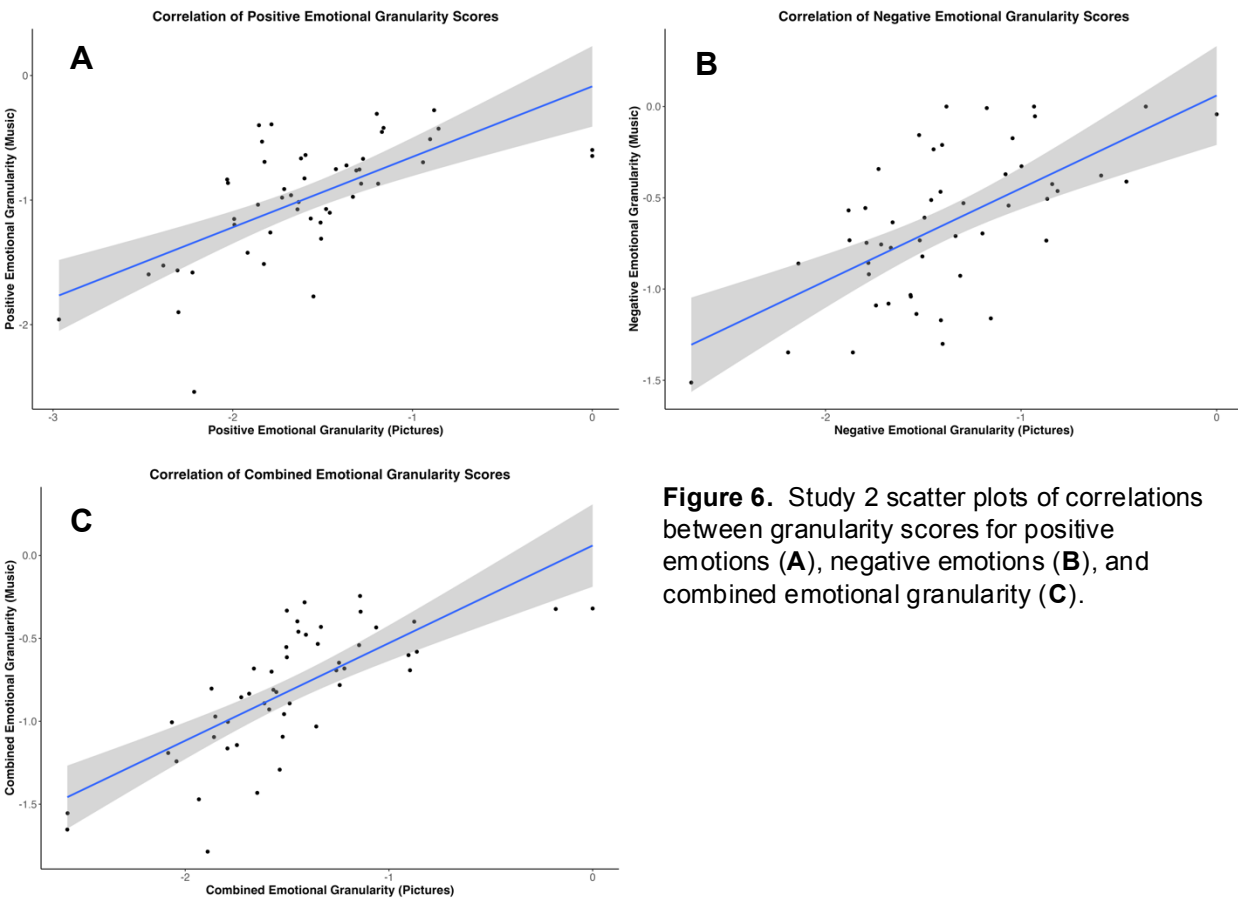 Correlation of Positive Emotional Granularity Scores
A
Positive Emotional Granularity (Music)
0
-1
-2
-3
-2
-1
0
Positive Emotional Granularity (Pictures)
Correlation of Negative Emotional Granularity Scores
B
Negative Emotional Granularity (Music)
0.0
-0.5
-1.0
-1.5
-2
-1
0
Negative Emotional Granularity (Pictures)
Correlation of Combined Emotional Granularity Scores
C
Combined Emotional Granularity (Music)
0.0
-0.5
-1.0
-1.5
-2
-1
0
Combined Emotional Granularity (Pictures)
Figure 6. Study 2 scatter plots of correlations
between granularity scores for positive
emotions (A), negative emotions (B), and
combined emotional granularity (C).